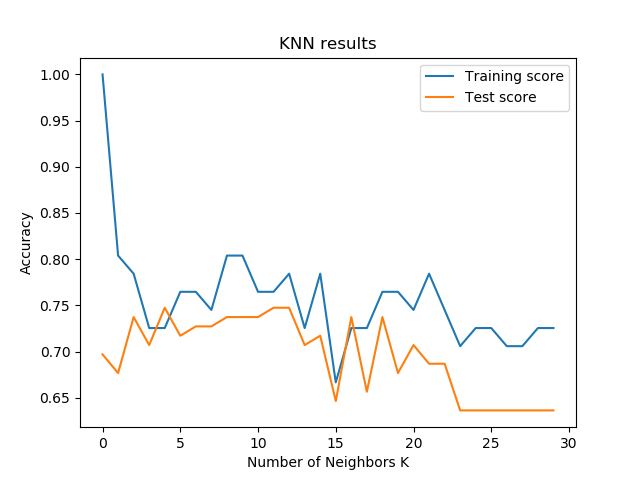 KNN results
Training score
Test score
1.00
0.95
0.90
0.85
0.80
0.75
0.70
0.65
Accuracy
0 5 10 15 20 25 30
Number of Neighbors K